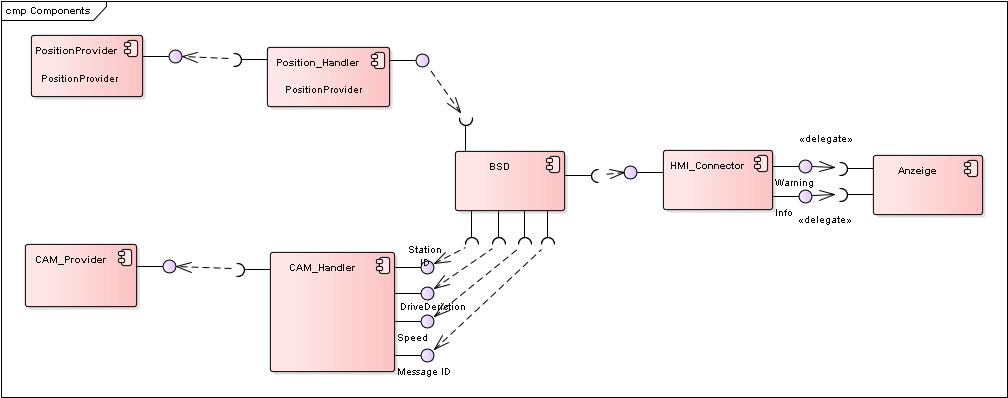 cmp Components
PositionProvider
PositionProvider
Position_Handler
PositionProvider
BSD
HMI_Connector
«delegate»
Warning
Info
«delegate»
Anzeige
CAM_Provider
CAM_Handler
Station
ID
Speed
Message ID